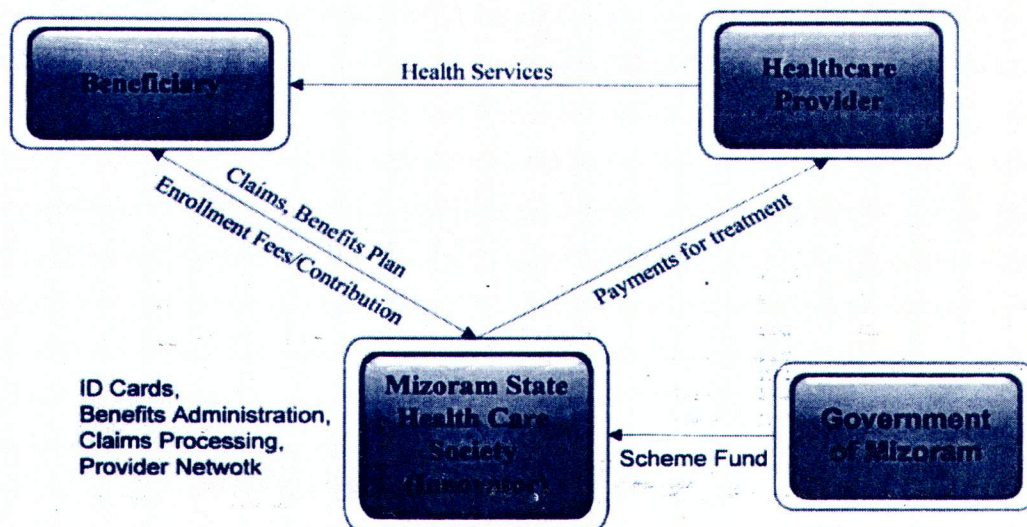 Beneficiary
Health Services
Healthcare
Provider
Claims, Benefits Plan
Enrollment Fees/Contribution
Payments for treatment
ID Cards,
Benefits Administration,
Claims Processing,
Provider Netwotk
Mizoram State
Health Care
Society
Scheme Fund
Government
of Mizoram